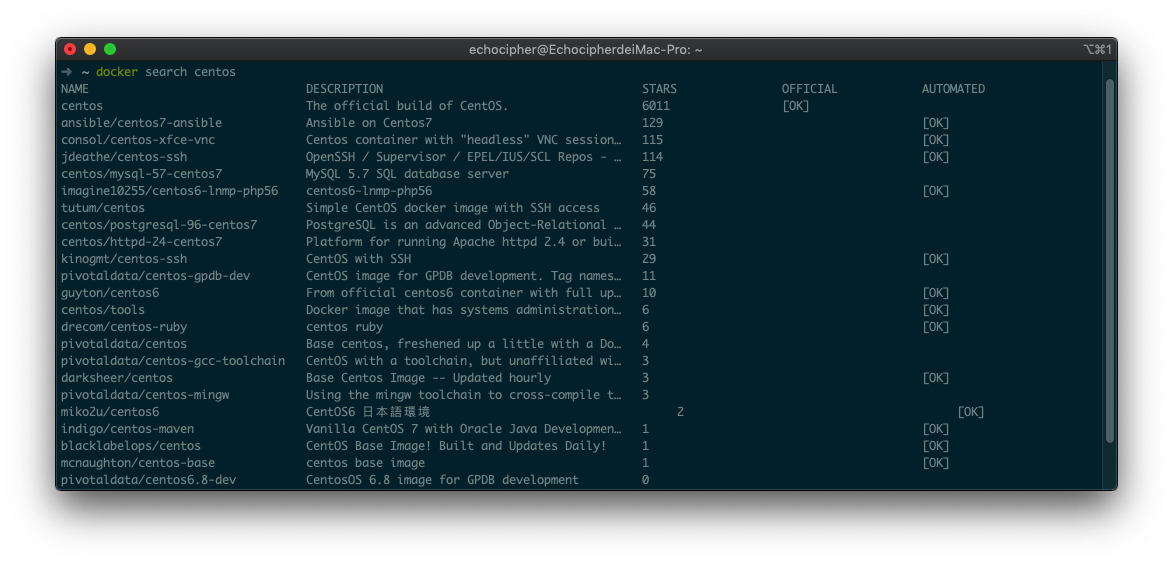 echocipher@EchocipherdeiMac-Pro: ~ ⌥⌘1
➜ ~ docker search centos
NAME DESCRIPTION STARS OFFICIAL AUTOMATED
centos The official build of CentOS. 6011 [OK]
ansible/centos7-ansible Ansible on Centos7 129 [OK]
consol/centos-xfce-vnc Centos container with "headless" VNC session… 115 [OK]
jdeathe/centos-ssh OpenSSH / Supervisor / EPEL/IUS/SCL Repos - … 114 [OK]
centos/mysql-57-centos7 MySQL 5.7 SQL database server 75
imagine10255/centos6-lnmp-php56 centos6-lnmp-php56 58 [OK]
tutum/centos Simple CentOS docker image with SSH access 46
centos/postgresql-96-centos7 PostgreSQL is an advanced Object-Relational … 44
centos/httpd-24-centos7 Platform for running Apache httpd 2.4 or bui… 31
kinogmt/centos-ssh CentOS with SSH 29 [OK]
pivotaldata/centos-gpdb-dev CentOS image for GPDB development. Tag names… 11
guyton/centos6 From official centos6 container with full up… 10 [OK]
centos/tools Docker image that has systems administration… 6 [OK]
drecom/centos-ruby centos ruby 6 [OK]
pivotaldata/centos Base centos, freshened up a little with a Do… 4
pivotaldata/centos-gcc-toolchain CentOS with a toolchain, but unaffiliated wi… 3
darksheer/centos Base Centos Image -- Updated hourly 3 [OK]
pivotaldata/centos-mingw Using the mingw toolchain to cross-compile t… 3
miko2u/centos6 CentOS6 日本語環境 2 [OK]
indigo/centos-maven Vanilla CentOS 7 with Oracle Java Developmen… 1 [OK]
blacklabelops/centos CentOS Base Image! Built and Updates Daily! 1 [OK]
mcnaughton/centos-base centos base image 1 [OK]
pivotaldata/centos6.8-dev CentosOS 6.8 image for GPDB development 0